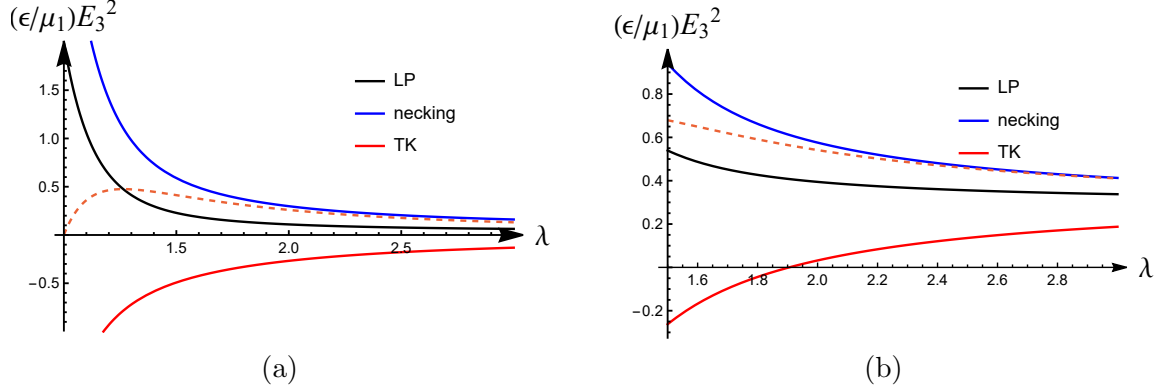 (ϵ/μ₁)E₃²
LP
necking
TK
1.5
1.0
0.5
−0.5
1.5
2.0
2.5
λ
(a)
(ϵ/μ₁)E₃²
LP
necking
TK
0.8
0.6
0.4
0.2
−0.2
1.6
1.8
2.0
2.2
2.4
2.6
2.8
λ
(b)